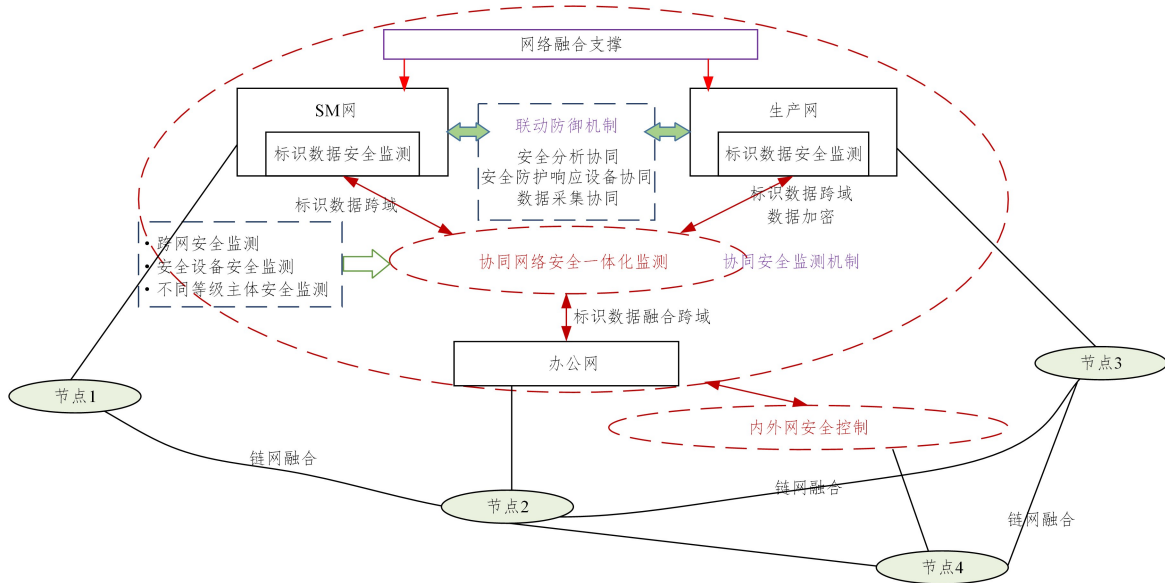 网络融合支撑
SM网
生产网
标识数据安全监测
标识数据安全监测
联动防御机制
安全分析协同
安全防护响应设备协同
数据采集协同
标识数据跨域
标识数据跨域
数据加密
• 跨网安全监测
• 安全设备安全监测
• 不同等级主体安全监测
协同网络安全一体化监测
协同安全监测机制
标识数据融合跨域
办公网
节点1
节点3
内外网安全控制
链网融合
链网融合
链网融合
节点2
节点4